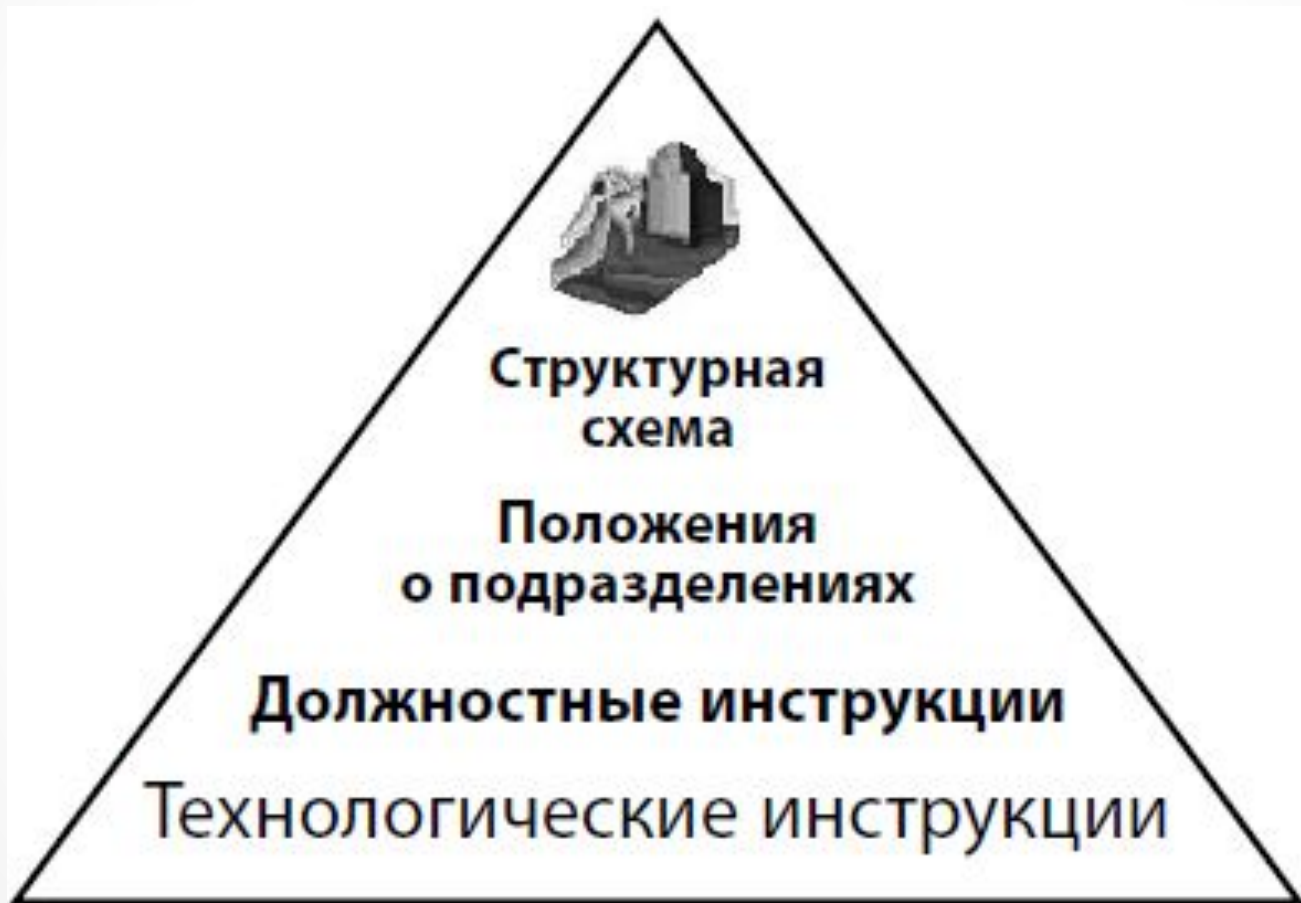 Структурная
схема
Положения
о подразделениях
Должностные инструкции
Технологические инструкции